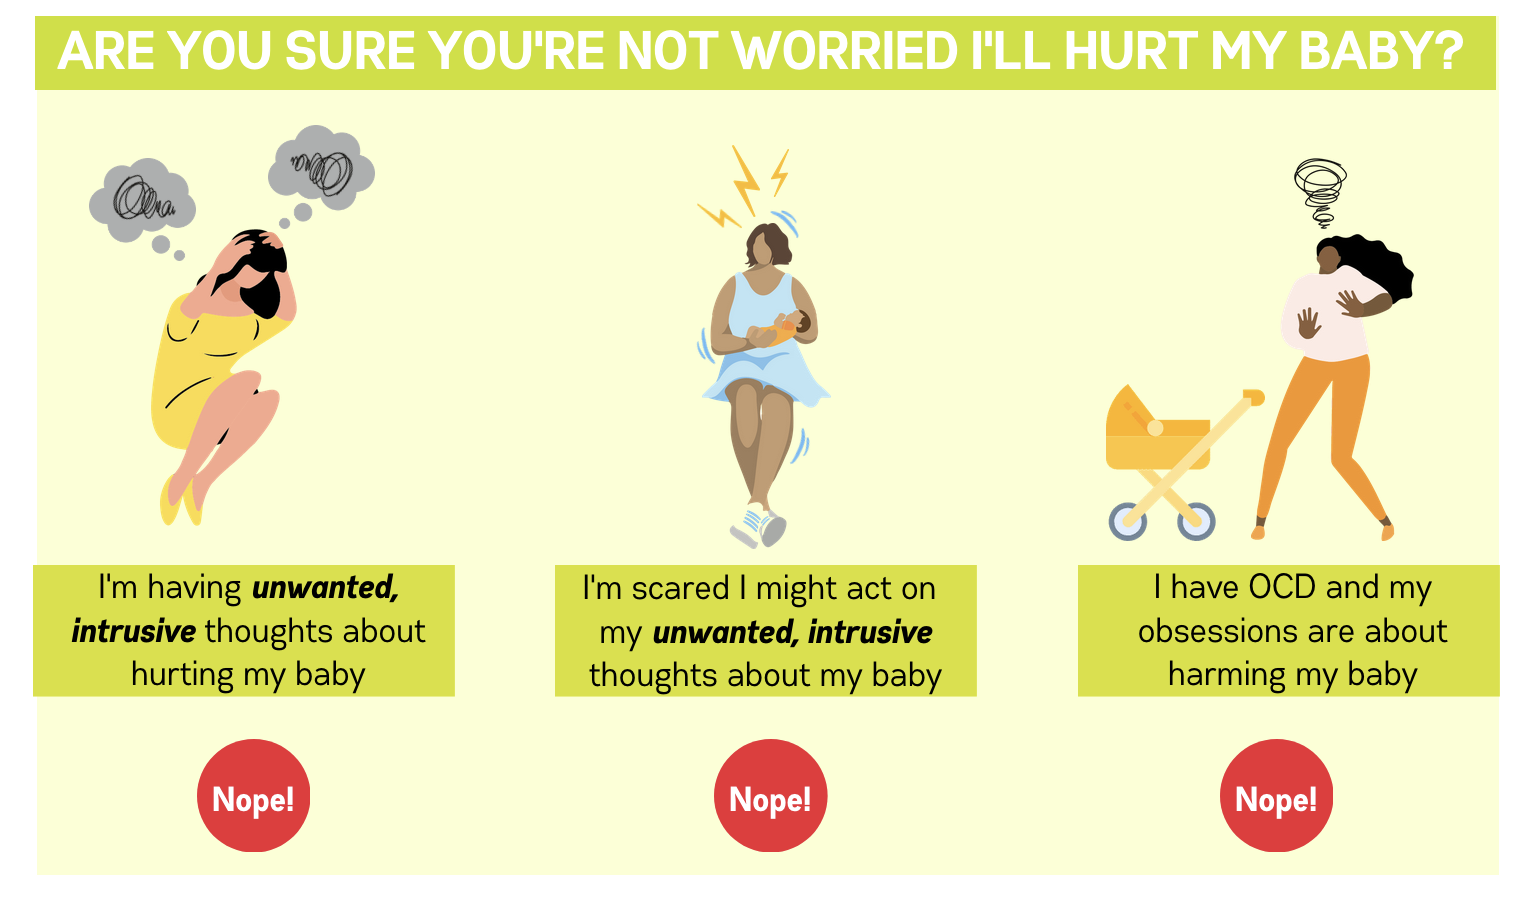 ARE YOU SURE YOU'RE NOT WORRIED I'LL HURT MY BABY?
I'm having unwanted,
intrusive thoughts about
hurting my baby
I'm scared I might act on
my unwanted, intrusive
thoughts about my baby
I have OCD and my
obsessions are about
harming my baby
Nope!
Nope!
Nope!